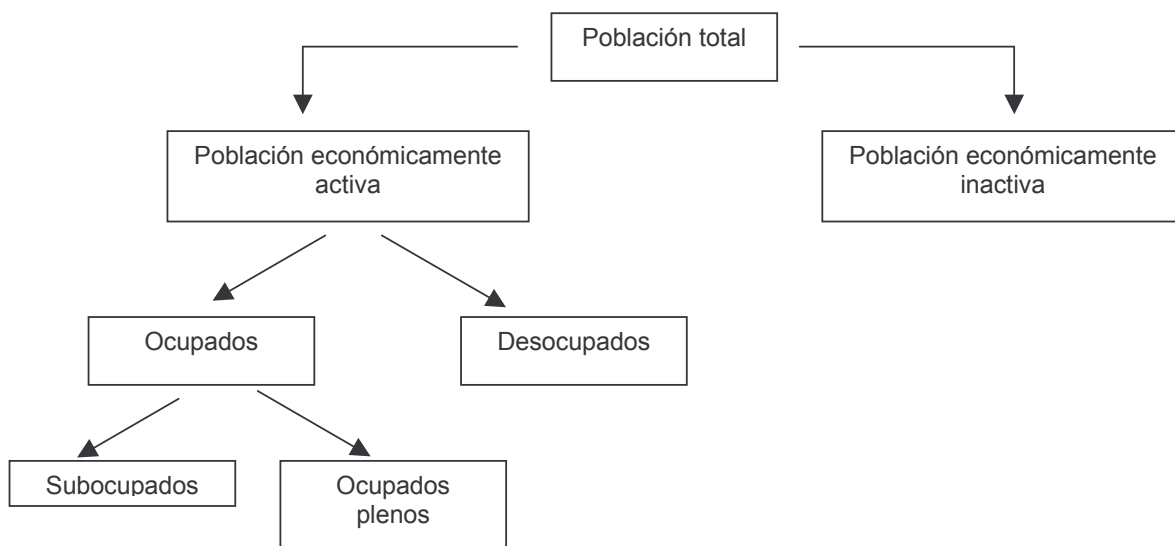 Población total
Población económicamente
activa
Población económicamente
inactiva
Ocupados
Desocupados
Subocupados
Ocupados
plenos